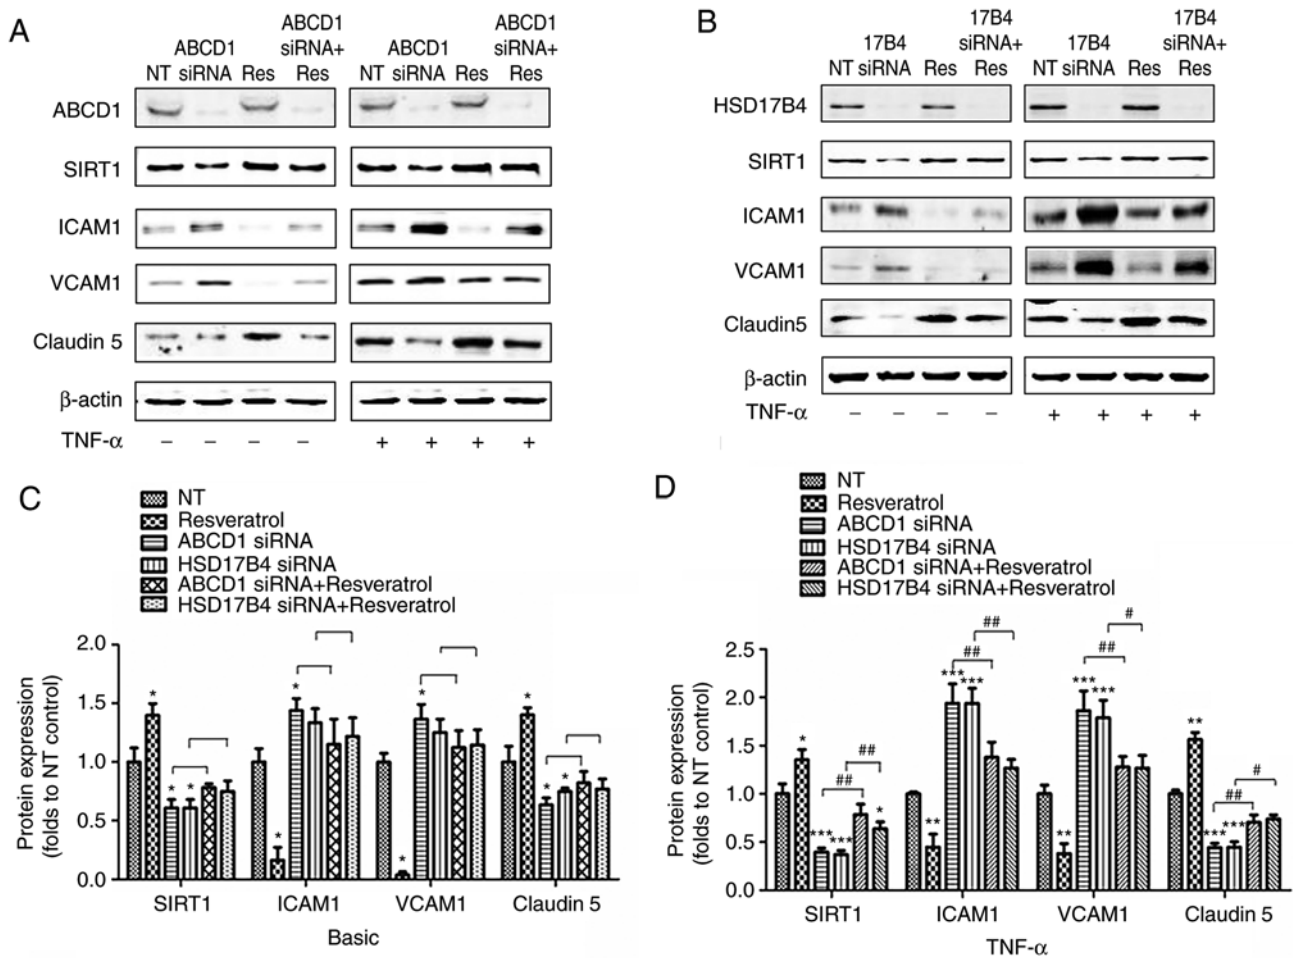 A
ABCD1 siRNA+ Res
ABCD1 siRNA+ Res
ABCD1 siRNA
ABCD1 siRNA
NT
Res
NT
Res
ABCD1
SIRT1
ICAM1
VCAM1
Claudin 5
β-actin
TNF-α − − − − + + + +
B
17B4 siRNA+ Res
17B4 siRNA+ Res
17B4 siRNA
17B4 siRNA
NT
Res
NT
Res
HSD17B4
SIRT1
ICAM1
VCAM1
Claudin5
β-actin
TNF-α − − − − + + + +
C
NT
Resveratrol
ABCD1 siRNA
HSD17B4 siRNA
ABCD1 siRNA+Resveratrol
HSD17B4 siRNA+Resveratrol
Protein expression
(folds to NT control)
2.0
1.5
1.0
0.5
0.0
* * * * * * * * * *
SIRT1 ICAM1 VCAM1 Claudin 5
Basic
D
NT
Resveratrol
ABCD1 siRNA
HSD17B4 siRNA
ABCD1 siRNA+Resveratrol
HSD17B4 siRNA+Resveratrol
Protein expression
(folds to NT control)
2.5
2.0
1.5
1.0
0.5
0.0
* *** *** ## ## *
** *** *** ## ##
** *** *** ## #
** *** *** ## #
SIRT1 ICAM1 VCAM1 Claudin 5
TNF-α